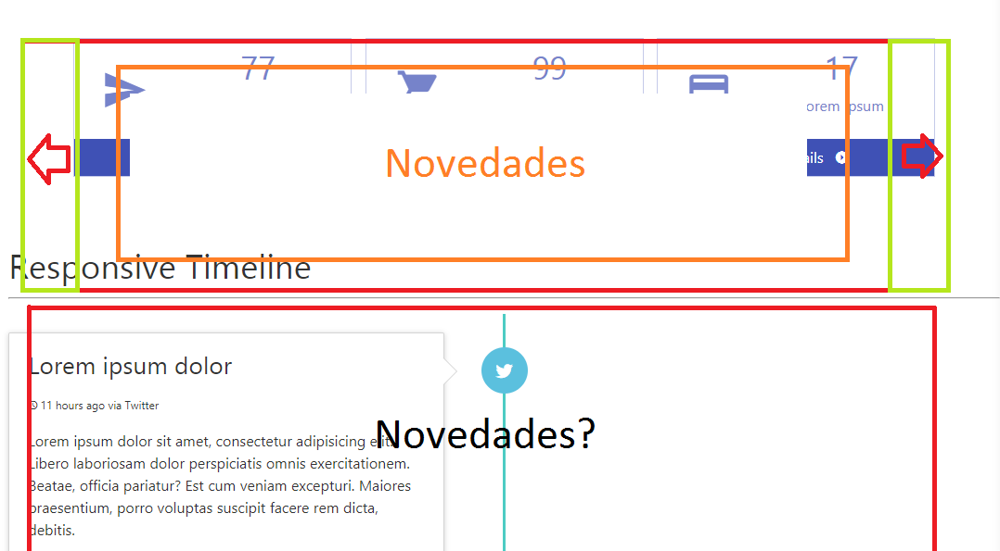 77
99
17
orem ipsum
Novedades
ails
Responsive Timeline
Lorem ipsum dolor
11 hours ago via Twitter
Novedades?
Lorem ipsum dolor sit amet, consectetur adipisicing elit.
Libero laboriosam dolor perspiciatis omnis exercitationem.
Beatae, officia pariatur? Est cum veniam excepturi. Maiores
praesentium, porro voluptas suscipit facere rem dicta,
debitis.